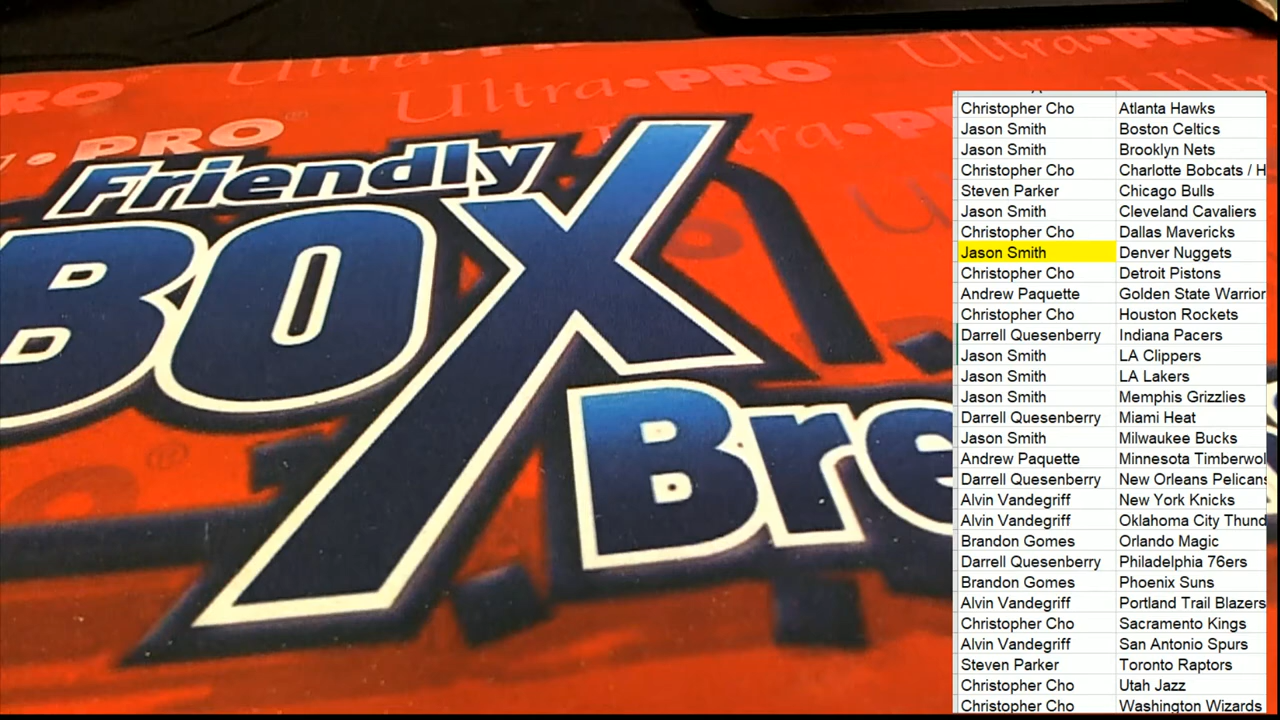 Ultra•PRO
Ultra•PRO
PRO
y•PRO®
Friendly
BOX
Bre
Christopher Cho Atlanta Hawks
Jason Smith Boston Celtics
Jason Smith Brooklyn Nets
Christopher Cho Charlotte Bobcats / H
Steven Parker Chicago Bulls
Jason Smith Cleveland Cavaliers
Christopher Cho Dallas Mavericks
Jason Smith Denver Nuggets
Christopher Cho Detroit Pistons
Andrew Paquette Golden State Warrior
Christopher Cho Houston Rockets
Darrell Quesenberry Indiana Pacers
Jason Smith LA Clippers
Jason Smith LA Lakers
Jason Smith Memphis Grizzlies
Darrell Quesenberry Miami Heat
Jason Smith Milwaukee Bucks
Andrew Paquette Minnesota Timberwol
Darrell Quesenberry New Orleans Pelicans
Alvin Vandegriff New York Knicks
Alvin Vandegriff Oklahoma City Thund
Brandon Gomes Orlando Magic
Darrell Quesenberry Philadelphia 76ers
Brandon Gomes Phoenix Suns
Alvin Vandegriff Portland Trail Blazers
Christopher Cho Sacramento Kings
Alvin Vandegriff San Antonio Spurs
Steven Parker Toronto Raptors
Christopher Cho Utah Jazz
Christopher Cho Washington Wizards